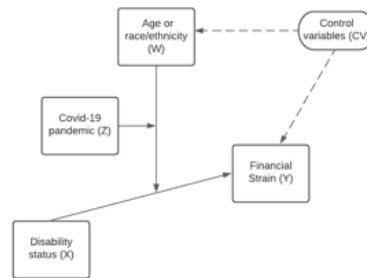 Age or
race/ethnicity
(W)
Control
variables (CV)
Covid-19
pandemic (Z)
Financial
Strain (Y)
Disability
status (X)